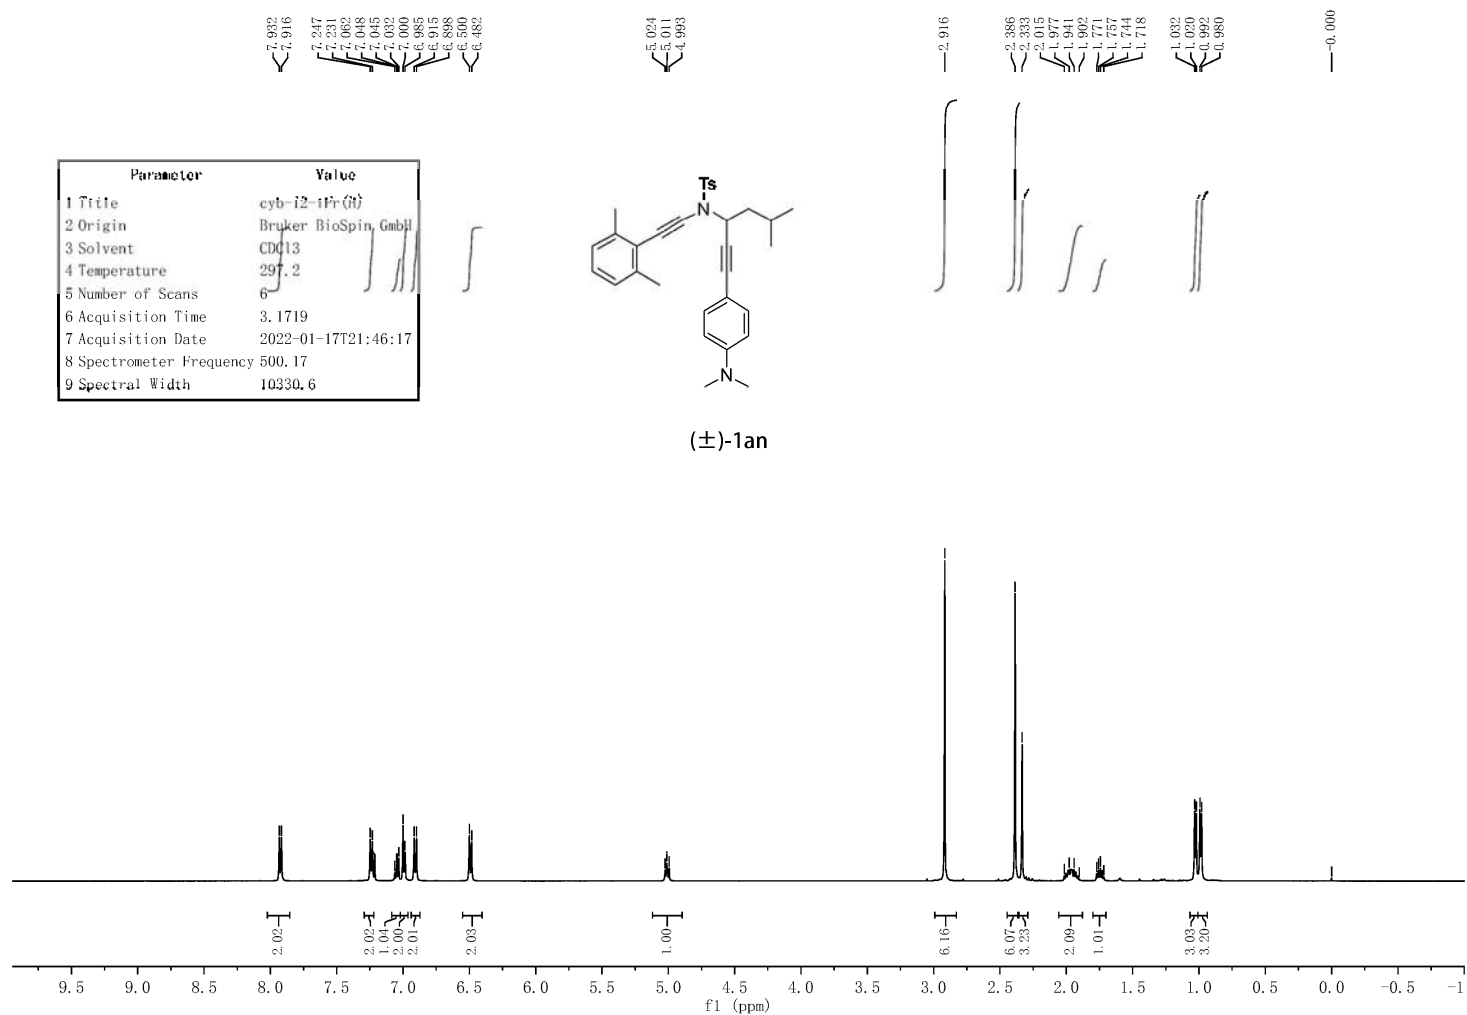 7.932
7.916
7.247
7.231
7.062
7.048
7.045
7.032
7.000
6.985
6.915
6.898
6.500
6.482
5.024
5.011
4.993
2.916
2.386
2.333
2.015
1.977
1.941
1.902
1.771
1.757
1.744
1.718
1.032
1.020
0.992
0.980
-0.000
Parameter Value
1 Title cyb-12-iPr(H)
2 Origin Bruker BioSpin GmbH
3 Solvent CDCl3
4 Temperature 297.2
5 Number of Scans 6
6 Acquisition Time 3.1719
7 Acquisition Date 2022-01-17T21:46:17
8 Spectrometer Frequency 500.17
9 Spectral Width 10330.6
Ts
N
N
(±)-1an
2.02
2.02
1.04
2.00
2.01
2.03
1.00
6.16
6.07
3.23
2.09
1.01
3.03
3.20
9.5 9.0 8.5 8.0 7.5 7.0 6.5 6.0 5.5 5.0 4.5 4.0 3.5 3.0 2.5 2.0 1.5 1.0 0.5 0.0 -0.5 -1
f1 (ppm)